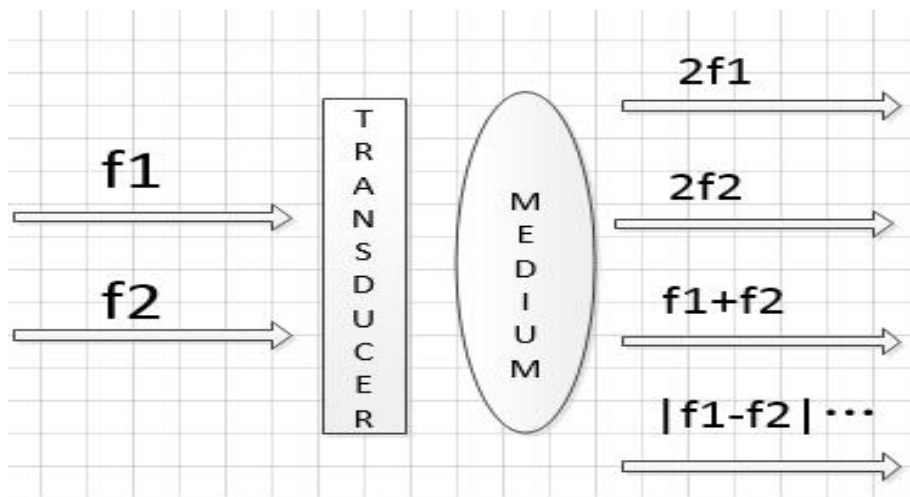 f1
f2
TRANSDUCER
MEDIUM
2f1
2f2
f1+f2
|f1-f2|···